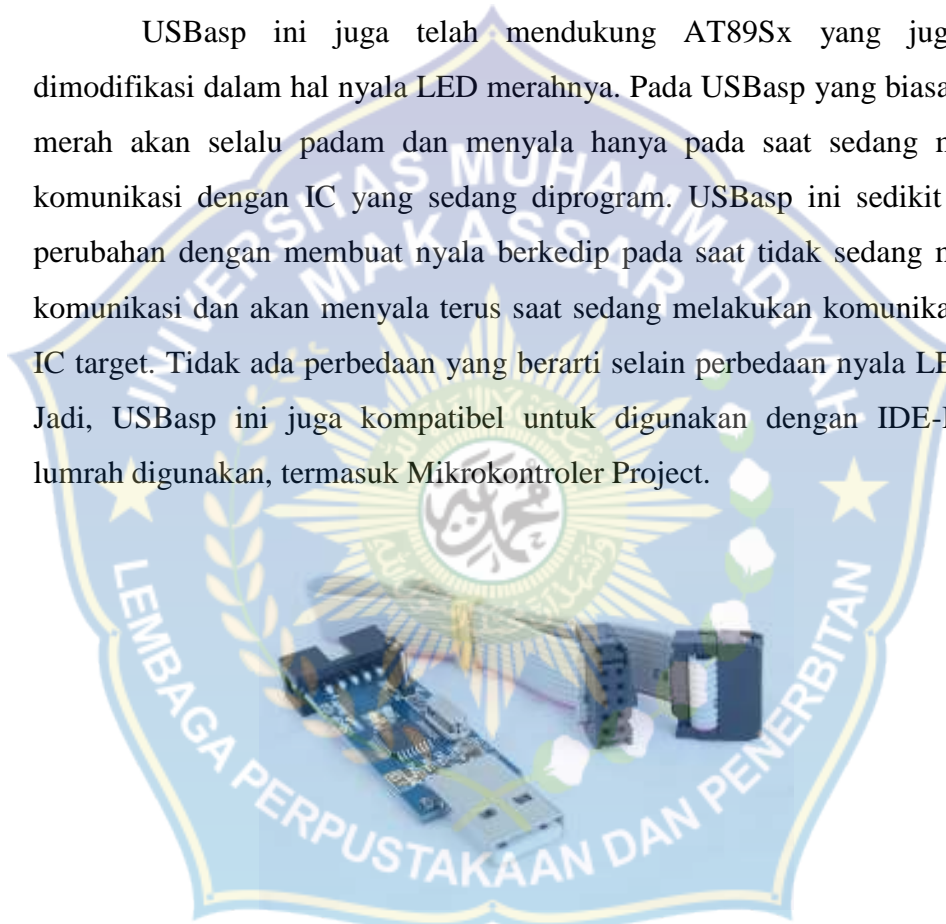 USBasp ini juga telah mendukung AT89Sx yang jug
dimodifikasi dalam hal nyala LED merahnya. Pada USBasp yang biasa
merah akan selalu padam dan menyala hanya pada saat sedang m
komunikasi dengan IC yang sedang diprogram. USBasp ini sedikit
perubahan dengan membuat nyala berkedip pada saat tidak sedang m
komunikasi dan akan menyala terus saat sedang melakukan komunika
IC target. Tidak ada perbedaan yang berarti selain perbedaan nyala LE
Jadi, USBasp ini juga kompatibel untuk digunakan dengan IDE-I
lumrah digunakan, termasuk Mikrokontroler Project.
UNIVERSITAS MUHAMMADIYAH
MAKASSAR
محمد
LEMBAGA PERPUSTAKAAN DAN PENERBITAN